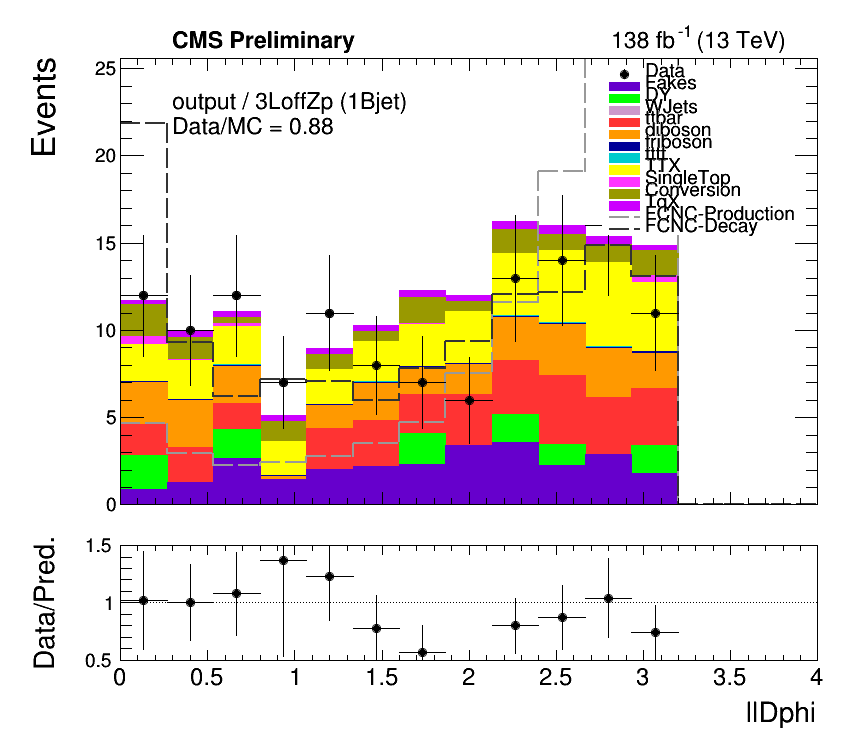 CMS Preliminary
138 fb⁻¹ (13 TeV)
Events
output / 3LoffZp (1Bjet)
Data/MC = 0.88
Data
Fakes
DY
WJets
ttbar
diboson
triboson
tttt
TTX
SingleTop
Conversion
TqX
FCNC-Production
FCNC-Decay
25
20
15
10
5
0
Data/Pred.
1.5
1
0.5
0 0.5 1 1.5 2 2.5 3 3.5 4
llDphi